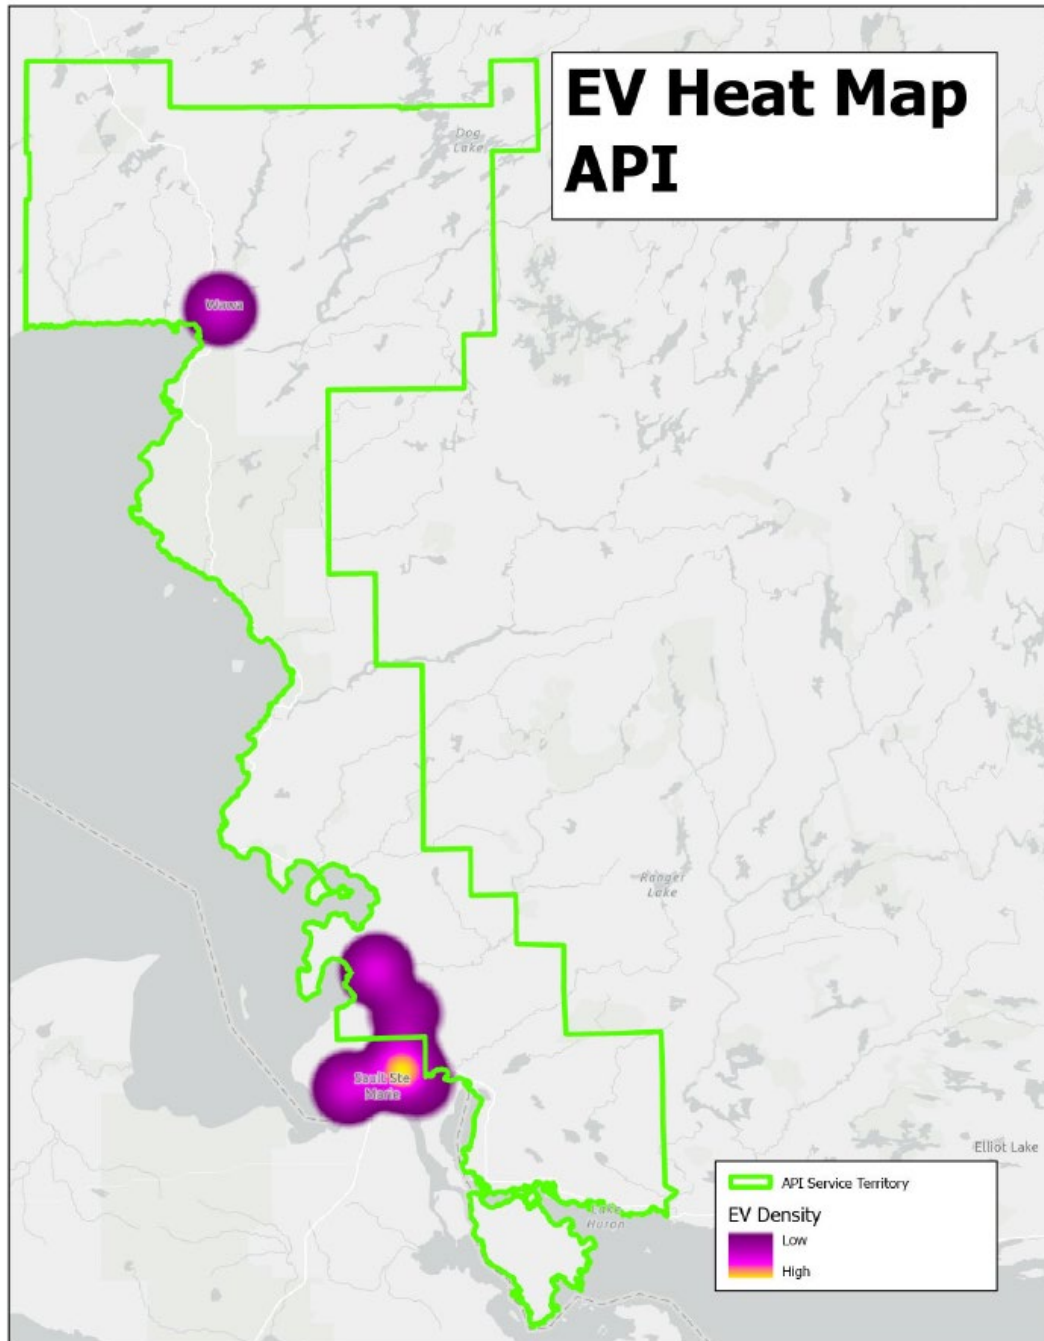 EV Heat Map
API
Dog
Lake
Wawa
Ranger
Lake
Sault Ste
Marie
Elliot Lake
Lake
Huron
API Service Territory
EV Density
Low
High